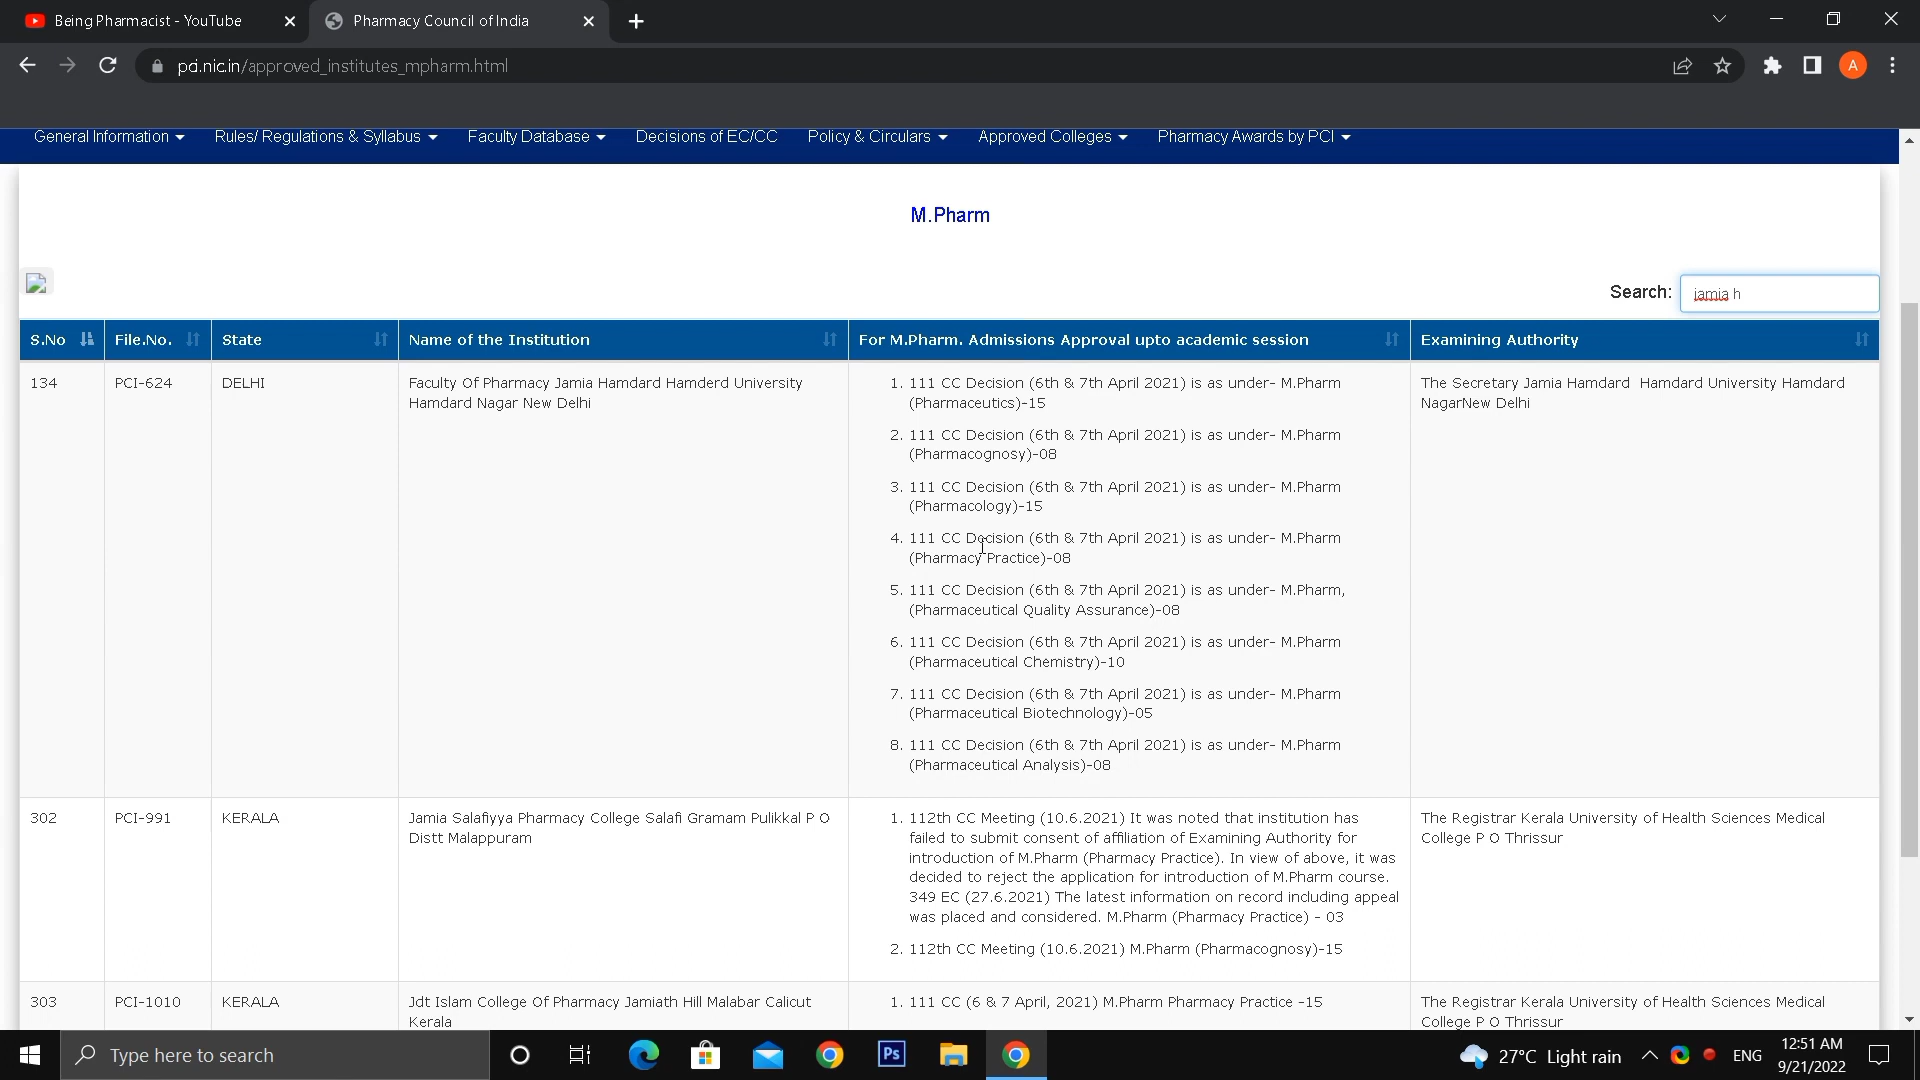 Being Pharmacist - YouTube
Pharmacy Council of India
pci.nic.in/approved_institutes_mpharm.html
A
General Information
Rules/ Regulations & Syllabus
Faculty Database
Decisions of EC/CC
Policy & Circulars
Approved Colleges
Pharmacy Awards by PCI
M.Pharm
Search: jamia h
S.No
File.No.
State
Name of the Institution
For M.Pharm. Admissions Approval upto academic session
Examining Authority
134
PCI-624
DELHI
Faculty Of Pharmacy Jamia Hamdard Hamderd University
Hamdard Nagar New Delhi
1. 111 CC Decision (6th & 7th April 2021) is as under- M.Pharm
(Pharmaceutics)-15
2. 111 CC Decision (6th & 7th April 2021) is as under- M.Pharm
(Pharmacognosy)-08
3. 111 CC Decision (6th & 7th April 2021) is as under- M.Pharm
(Pharmacology)-15
4. 111 CC Decision (6th & 7th April 2021) is as under- M.Pharm
(Pharmacy Practice)-08
5. 111 CC Decision (6th & 7th April 2021) is as under- M.Pharm,
(Pharmaceutical Quality Assurance)-08
6. 111 CC Decision (6th & 7th April 2021) is as under- M.Pharm
(Pharmaceutical Chemistry)-10
7. 111 CC Decision (6th & 7th April 2021) is as under- M.Pharm
(Pharmaceutical Biotechnology)-05
8. 111 CC Decision (6th & 7th April 2021) is as under- M.Pharm
(Pharmaceutical Analysis)-08
The Secretary Jamia Hamdard Hamdard University Hamdard
NagarNew Delhi
302
PCI-991
KERALA
Jamia Salafiyya Pharmacy College Salafi Gramam Pulikkal P O
Distt Malappuram
1. 112th CC Meeting (10.6.2021) It was noted that institution has
failed to submit consent of affiliation of Examining Authority for
introduction of M.Pharm (Pharmacy Practice). In view of above, it was
decided to reject the application for introduction of M.Pharm course.
349 EC (27.6.2021) The latest information on record including appeal
was placed and considered. M.Pharm (Pharmacy Practice) - 03
2. 112th CC Meeting (10.6.2021) M.Pharm (Pharmacognosy)-15
The Registrar Kerala University of Health Sciences Medical
College P O Thrissur
303
PCI-1010
KERALA
Jdt Islam College Of Pharmacy Jamiath Hill Malabar Calicut
Kerala
1. 111 CC (6 & 7 April, 2021) M.Pharm Pharmacy Practice -15
The Registrar Kerala University of Health Sciences Medical
College P O Thrissur
Type here to search
Ps
27°C Light rain
ENG
12:51 AM
9/21/2022